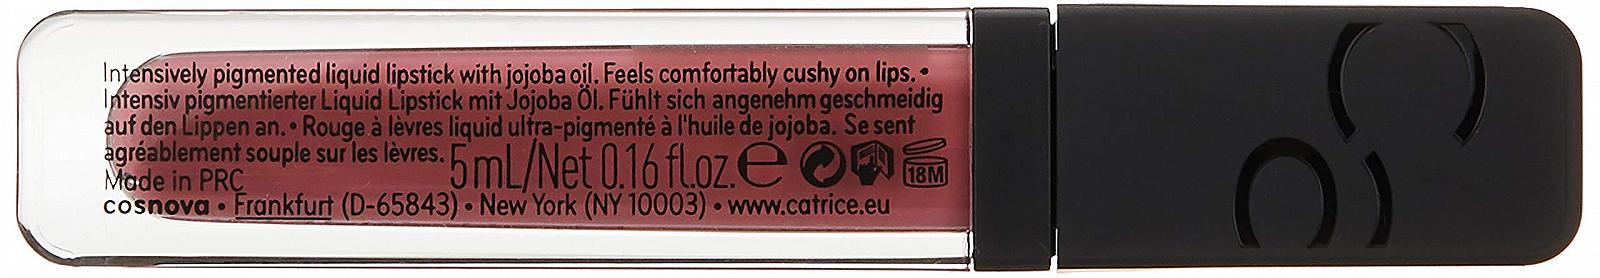 Intensively pigmented liquid lipstick with jojoba oil. Feels comfortably cushy on lips. •
Intensiv pigmentierter Liquid Lipstick mit Jojoba Öl. Fühlt sich angenehm geschmeidig
auf den Lippen an. • Rouge à lèvres liquid ultra-pigmenté à l'huile de jojoba. Se sent
agréablement souple sur les lèvres. 5mL/Net 0.16 fl.oz. e 18M
Made in PRC
cosnova • Frankfurt (D-65843) • New York (NY 10003) • www.catrice.eu